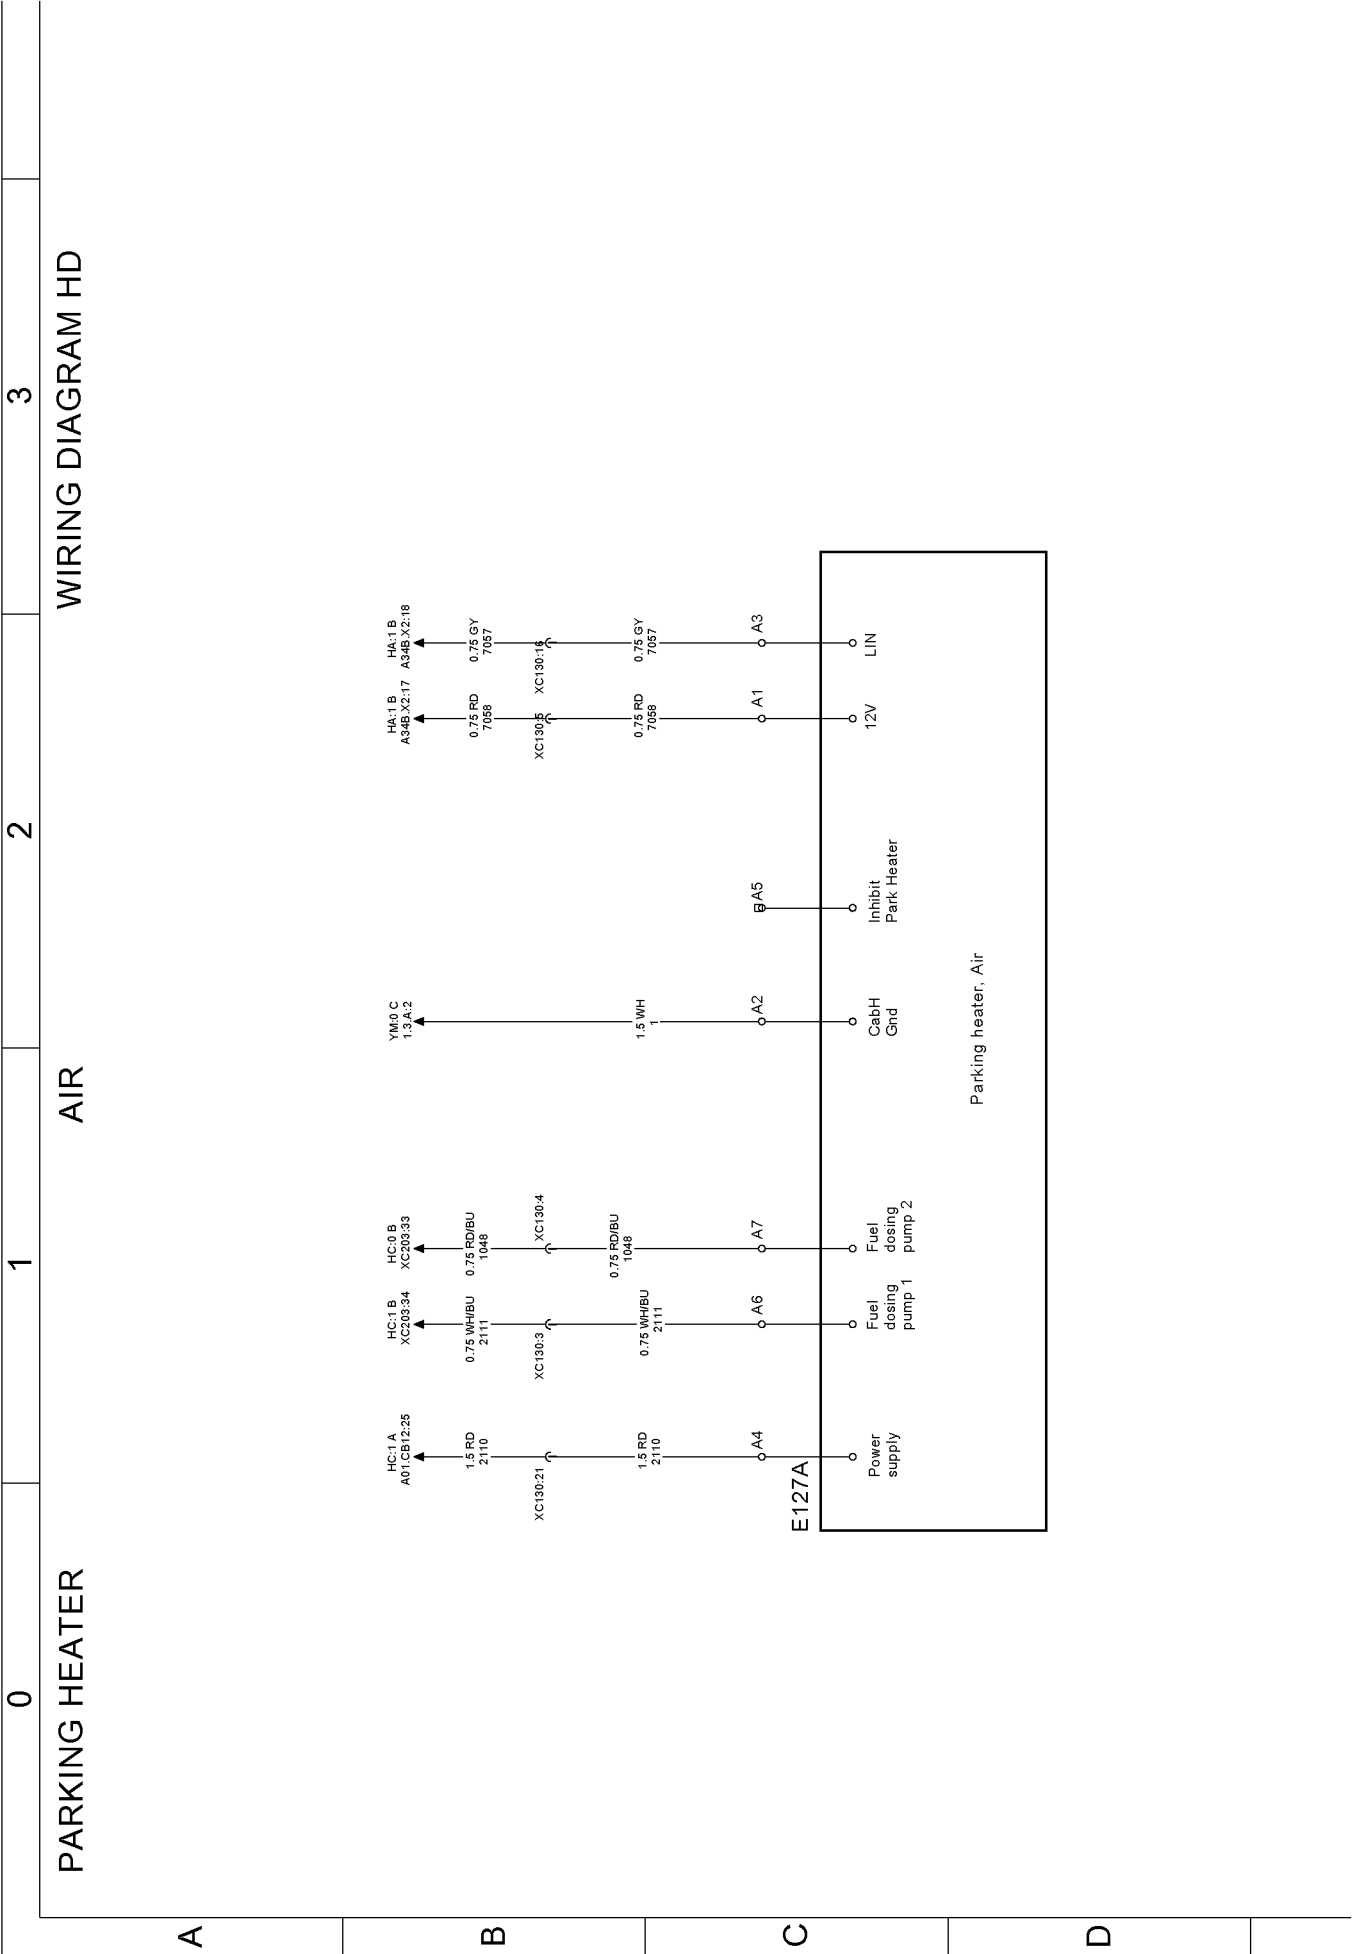 0
1
2
3
PARKING HEATER
AIR
WIRING DIAGRAM HD
A
B
C
D
HC:1 A
A01.CB12:25
HC:1 B
XC203:34
HC:0 B
XC203:33
YM:0 C
1.3.A:2
HA:1 B
A34B.X2:17
HA:1 B
A34B.X2:18
1.5 RD
2110
0.75 WH/BU
2111
0.75 RD/BU
1048
0.75 RD
7058
0.75 GY
7057
XC130:21
XC130:3
XC130:4
XC130:5
XC130:16
1.5 RD
2110
0.75 WH/BU
2111
0.75 RD/BU
1048
1.5 WH
1
0.75 RD
7058
0.75 GY
7057
A4
A6
A7
A2
A5
A1
A3
E127A
Power
supply
Fuel
dosing
pump 1
Fuel
dosing
pump 2
CabH
Gnd
Inhibit
Park Heater
12V
LIN
Parking heater, Air